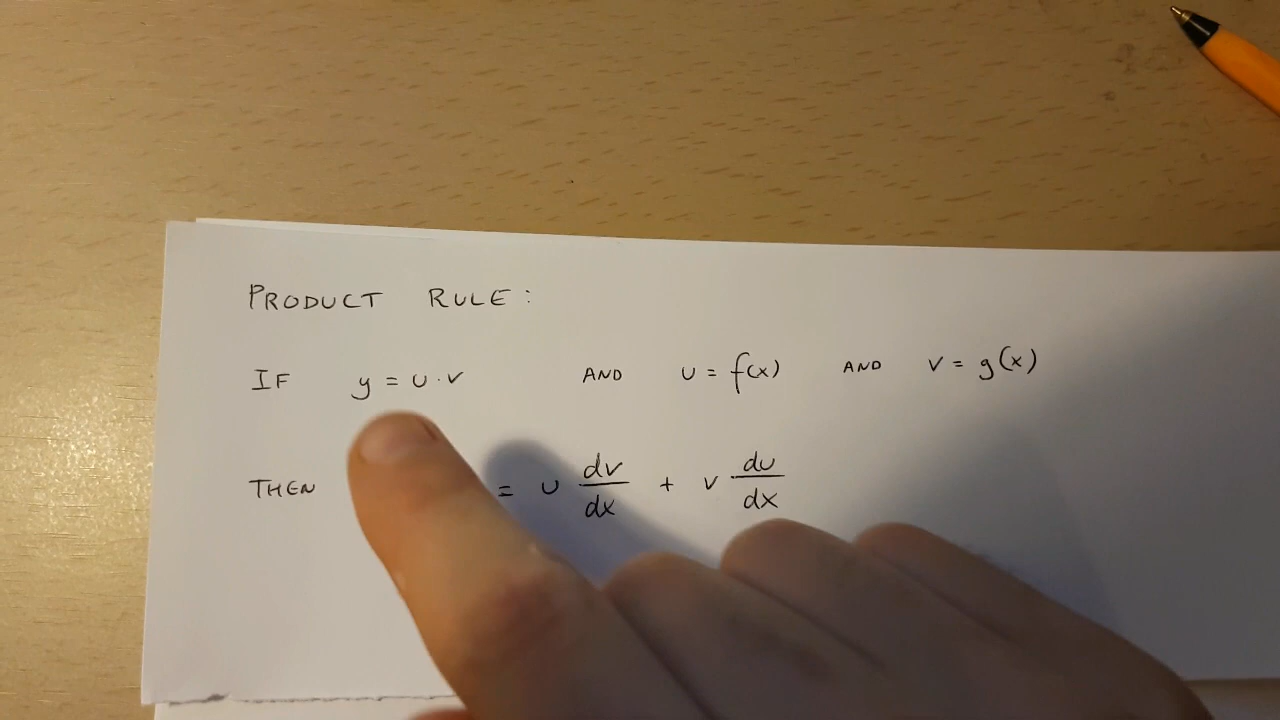 PRODUCT RULE:
IF y = u · v AND u = f(x) AND v = g(x)
THEN = u dv/dx + v du/dx